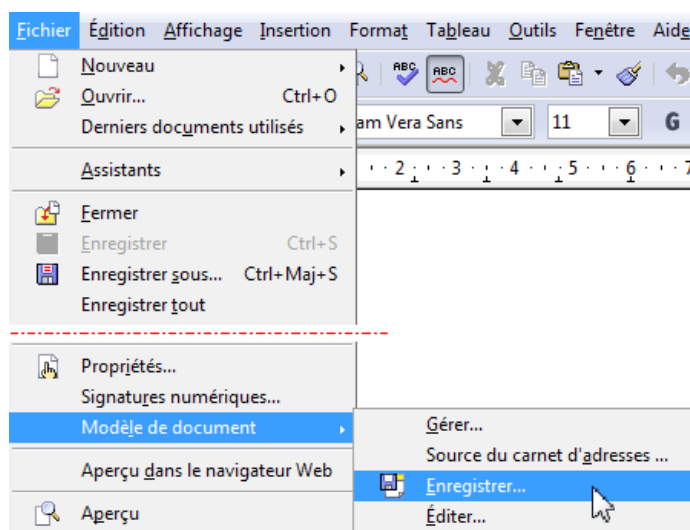 Fichier Édition Affichage Insertion Format Tableau Outils Fenêtre Aide
Nouveau
ABC ABC
Ouvrir... Ctrl+O
Derniers documents utilisés
am Vera Sans 11 G
Assistants
2 3 4 5 6 7
Fermer
Enregistrer Ctrl+S
Enregistrer sous... Ctrl+Maj+S
Enregistrer tout
Propriétés...
Signatures numériques...
Modèle de document
Gérer...
Source du carnet d'adresses ...
Aperçu dans le navigateur Web
Enregistrer...
Aperçu
Éditer...